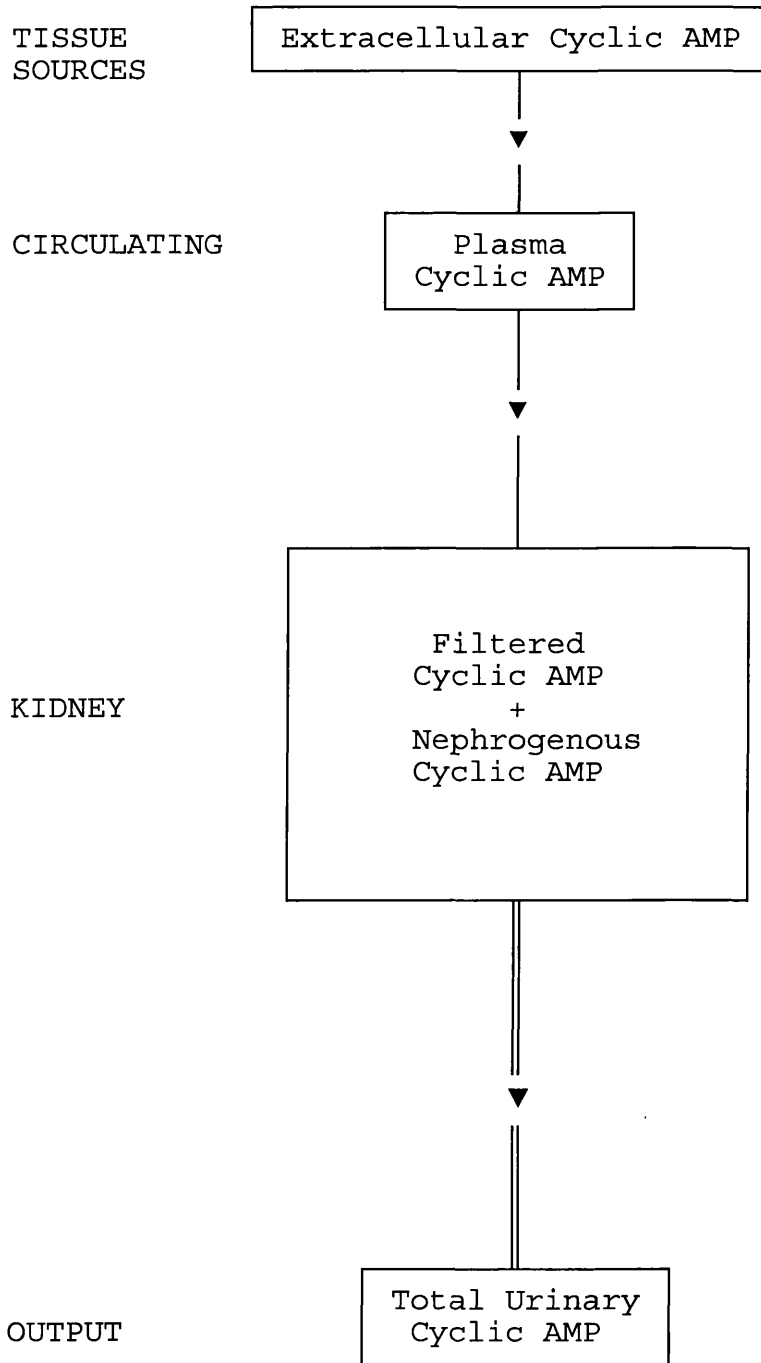 TISSUE
SOURCES
Extracellular Cyclic AMP
CIRCULATING
Plasma
Cyclic AMP
KIDNEY
Filtered
Cyclic AMP
+
Nephrogenous
Cyclic AMP
OUTPUT
Total Urinary
Cyclic AMP